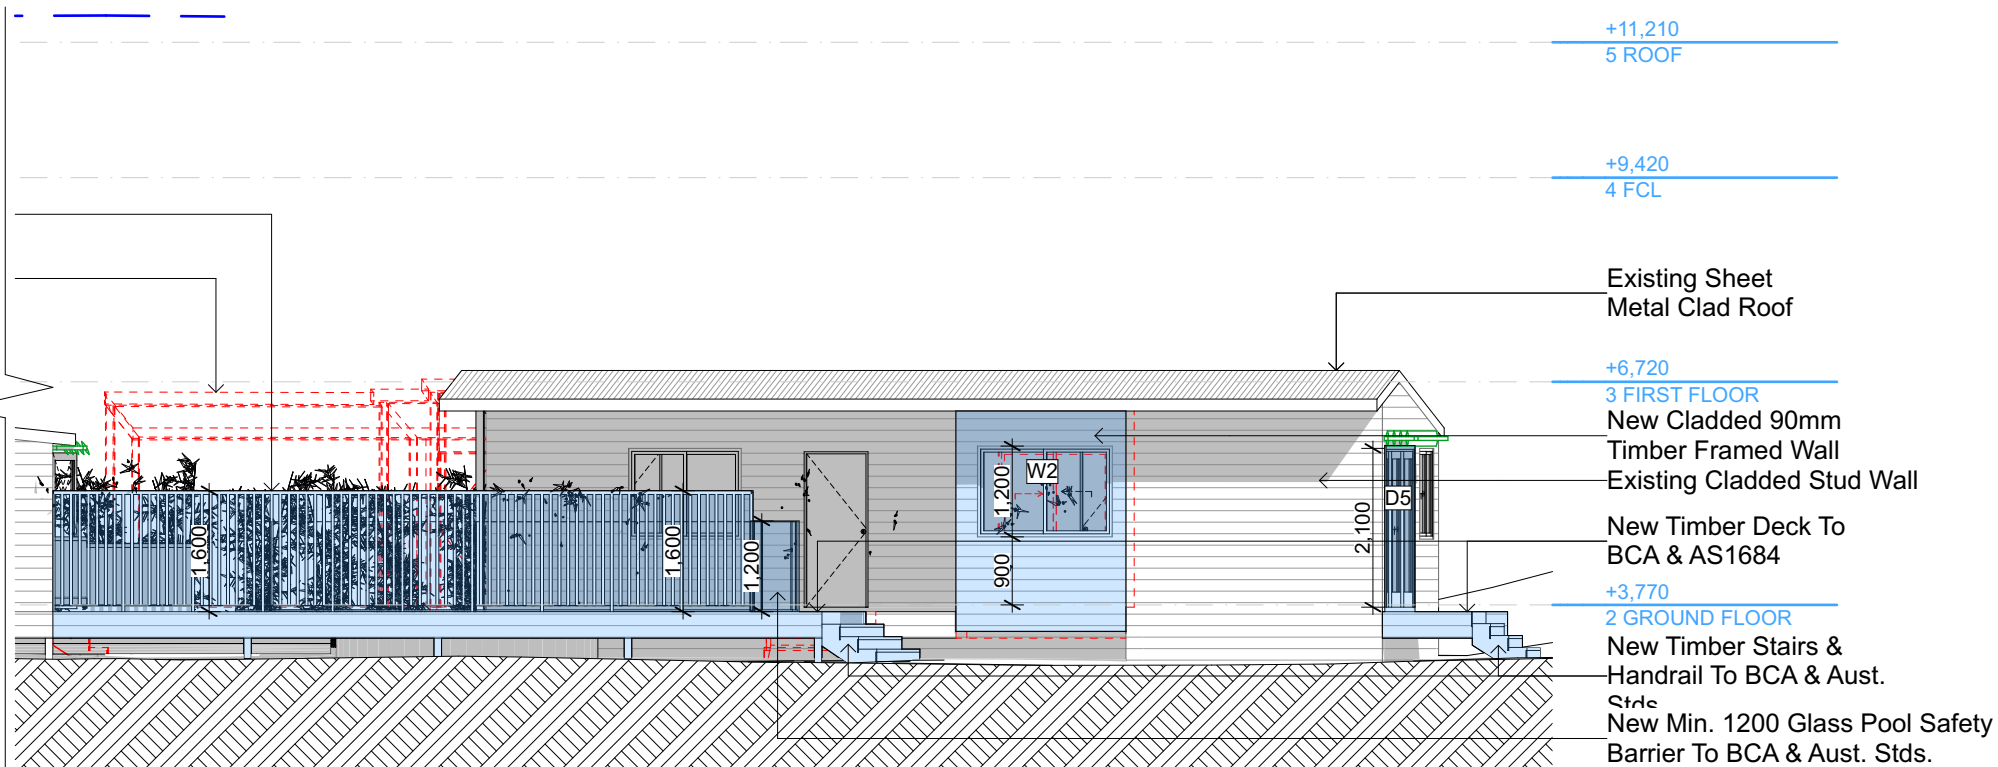 +11,210
5 ROOF
+9,420
4 FCL
Existing Sheet
Metal Clad Roof
+6,720
3 FIRST FLOOR
New Cladded 90mm
Timber Framed Wall
Existing Cladded Stud Wall
New Timber Deck To
BCA & AS1684
+3,770
2 GROUND FLOOR
New Timber Stairs &
Handrail To BCA & Aust.
Stds
New Min. 1200 Glass Pool Safety
Barrier To BCA & Aust. Stds.
1,600
1,600
1,200
1,200
W2
900
2,100
D5